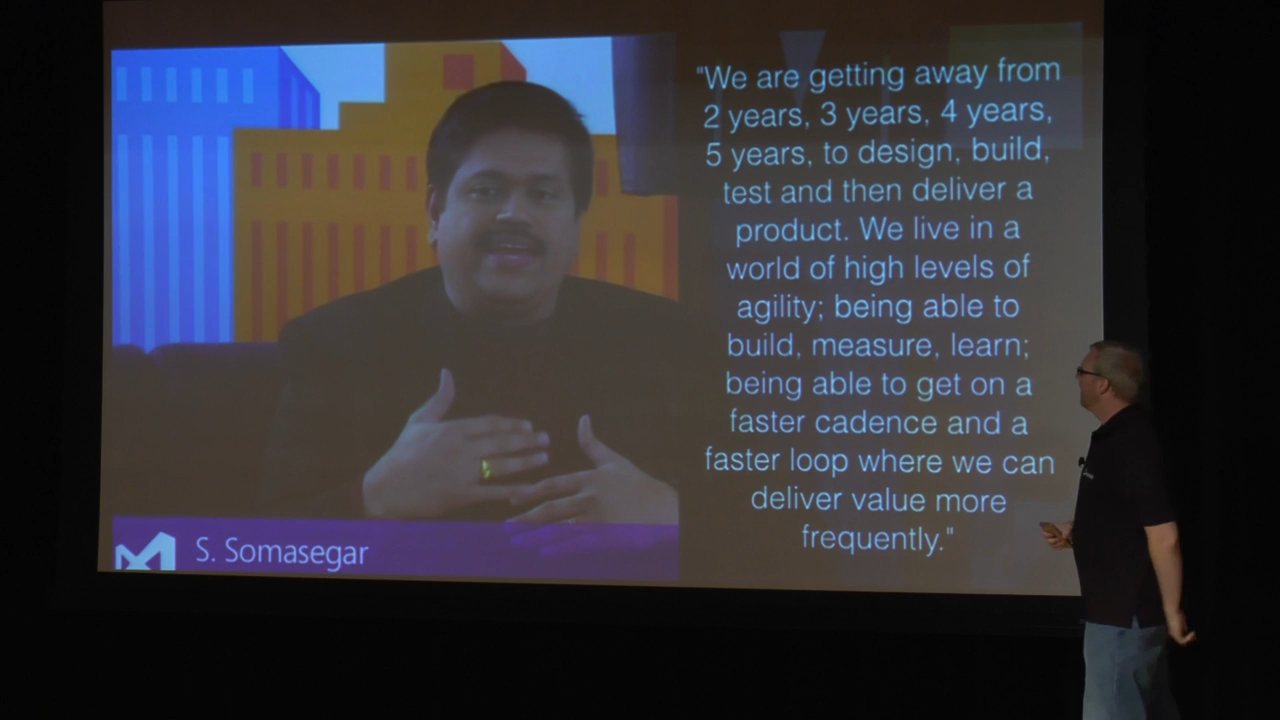 "We are getting away from
2 years, 3 years, 4 years,
5 years, to design, build,
test and then deliver a
product. We live in a
world of high levels of
agility; being able to
build, measure, learn;
being able to get on a
faster cadence and a
faster loop where we can
deliver value more
frequently."
S. Somasegar